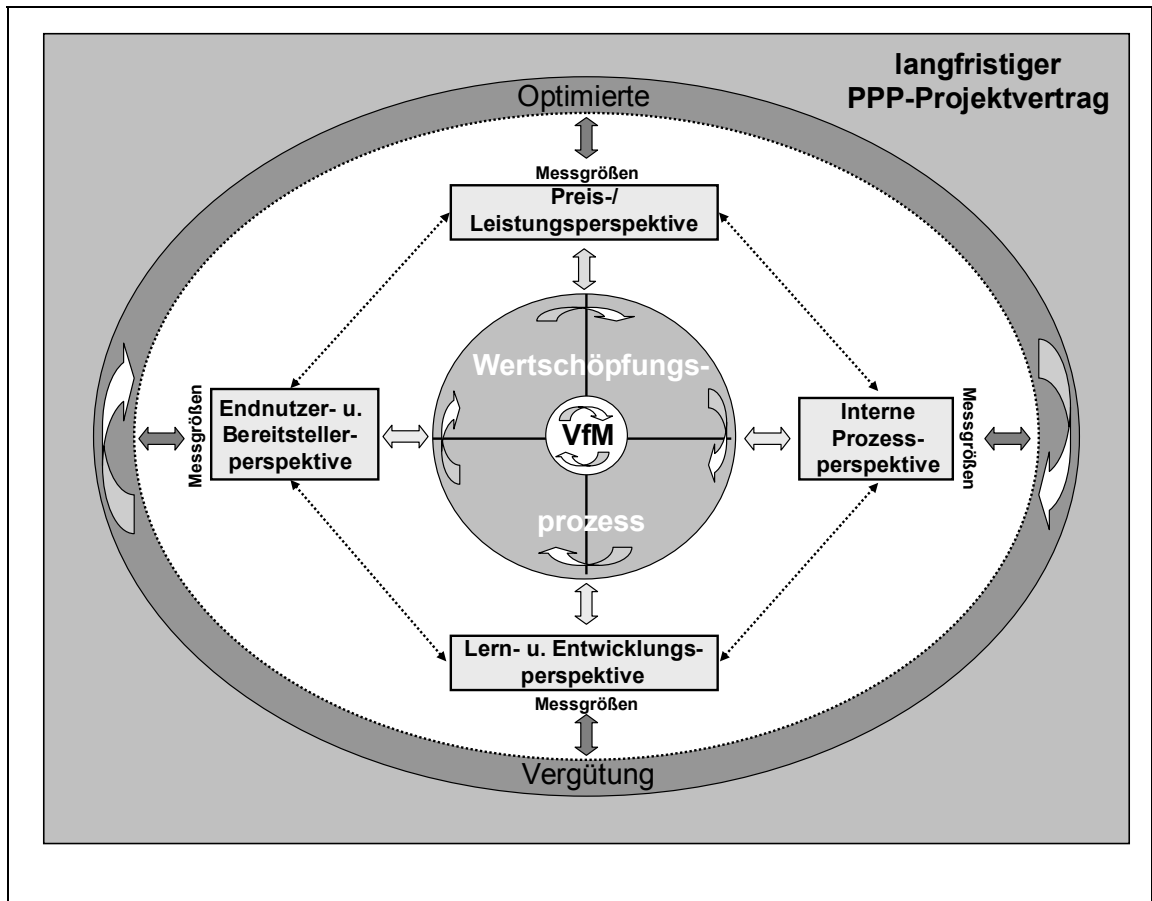 langfristiger
PPP-Projektvertrag
Optimierte
Messgrößen
Preis-/
Leistungsperspektive
Wertschöpfungs-
Messgrößen
Endnutzer- u.
Bereitsteller-
perspektive
VfM
Interne
Prozess-
perspektive
Messgrößen
prozess
Lern- u. Entwicklungs-
perspektive
Messgrößen
Vergütung